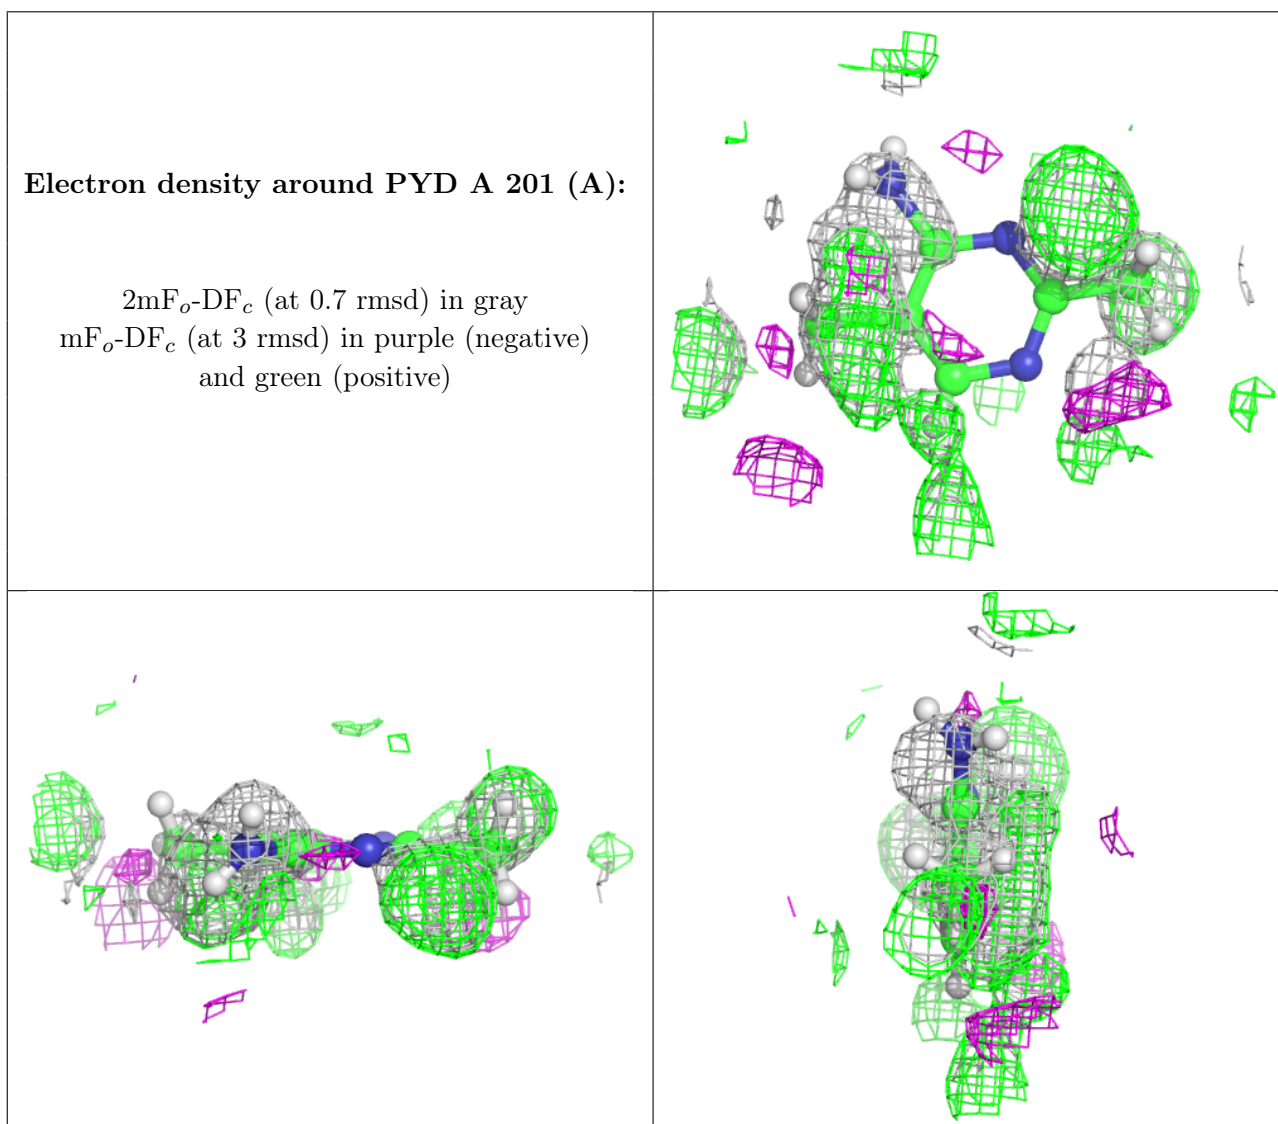 Electron density around PYD A 201 (A):
2mFo-DFc (at 0.7 rmsd) in gray
mFo-DFc (at 3 rmsd) in purple (negative)
and green (positive)